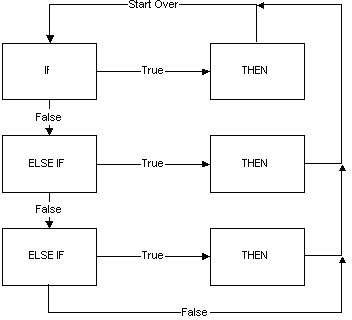 Start Over
IF
True
THEN
False
ELSE IF
True
THEN
False
ELSE IF
True
THEN
False